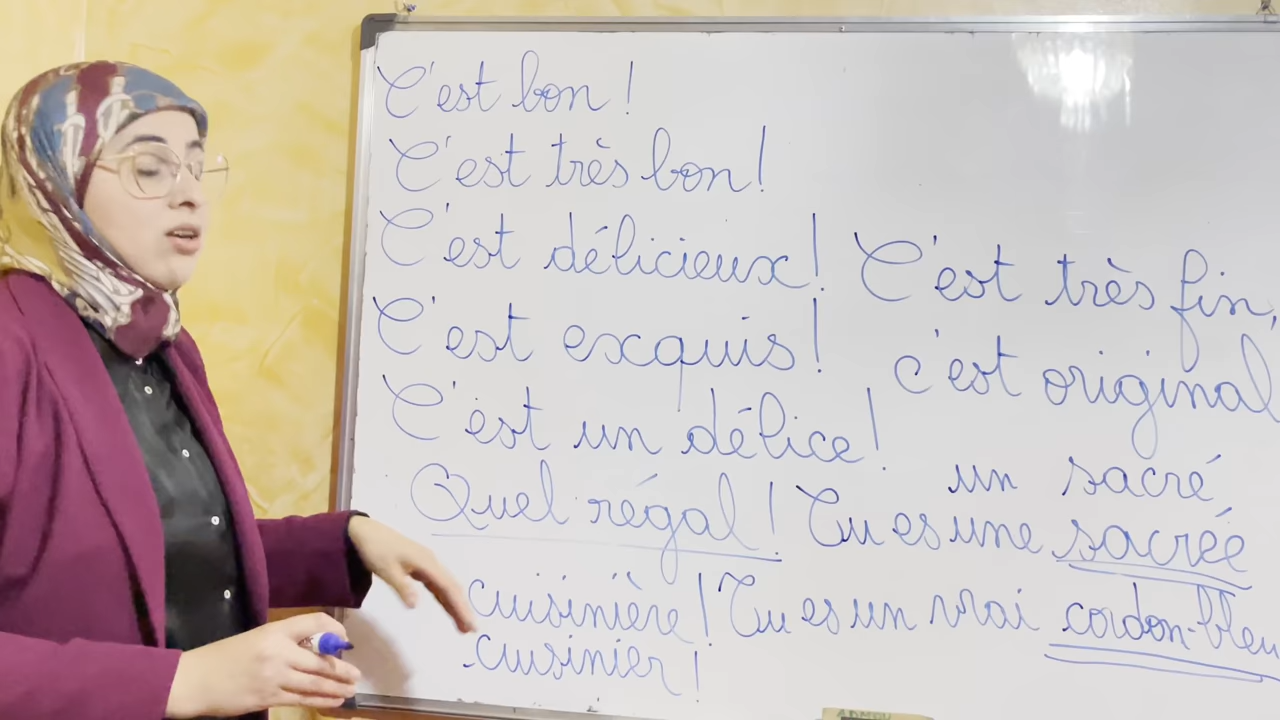 C'est bon !
C'est très bon !
C'est délicieux ! C'est très fin,
C'est exquis ! c'est original
C'est un délice !
un sacré
Quel régal ! Tu es une sacrée
cuisinière ! Tu es un vrai cordon-bleu
cuisinier !